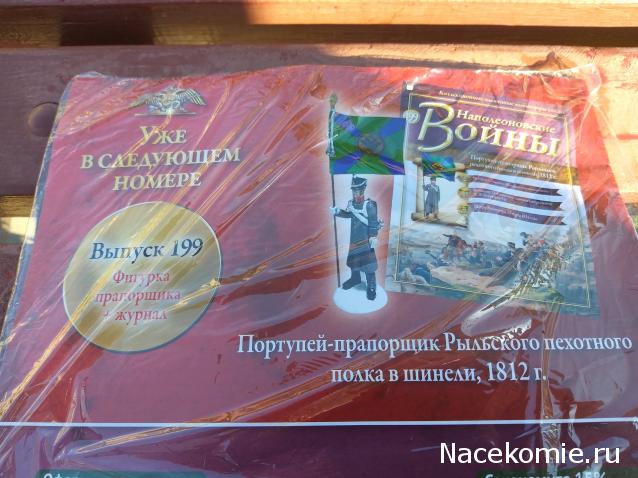 Уже
в следующем
номере
Выпуск 199
Фигурка
прапорщика
+ журнал
199
Наполеоновские
Войны
Портупей-прапорщик Рыльского пехотного
полка в шинели, 1812 г.
Nacekomie.ru